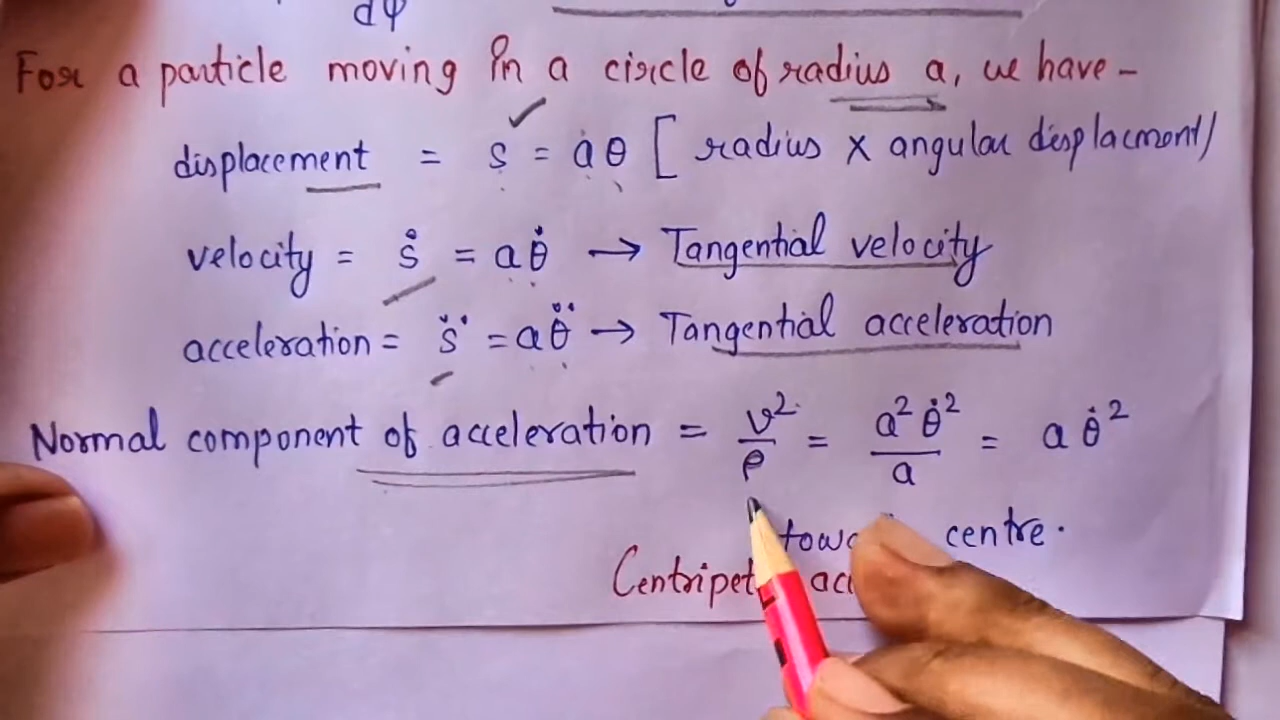 dψ
For a particle moving in a circle of radius a, we have -
displacement = s = aθ [ radius × angular displacment/
velocity = ṡ = aθ̇ → Tangential velocity
acceleration = s̈ = aθ̈ → Tangential acceleration
Normal component of acceleration = v²/ρ = a²θ̇²/a = aθ̇²
centre.